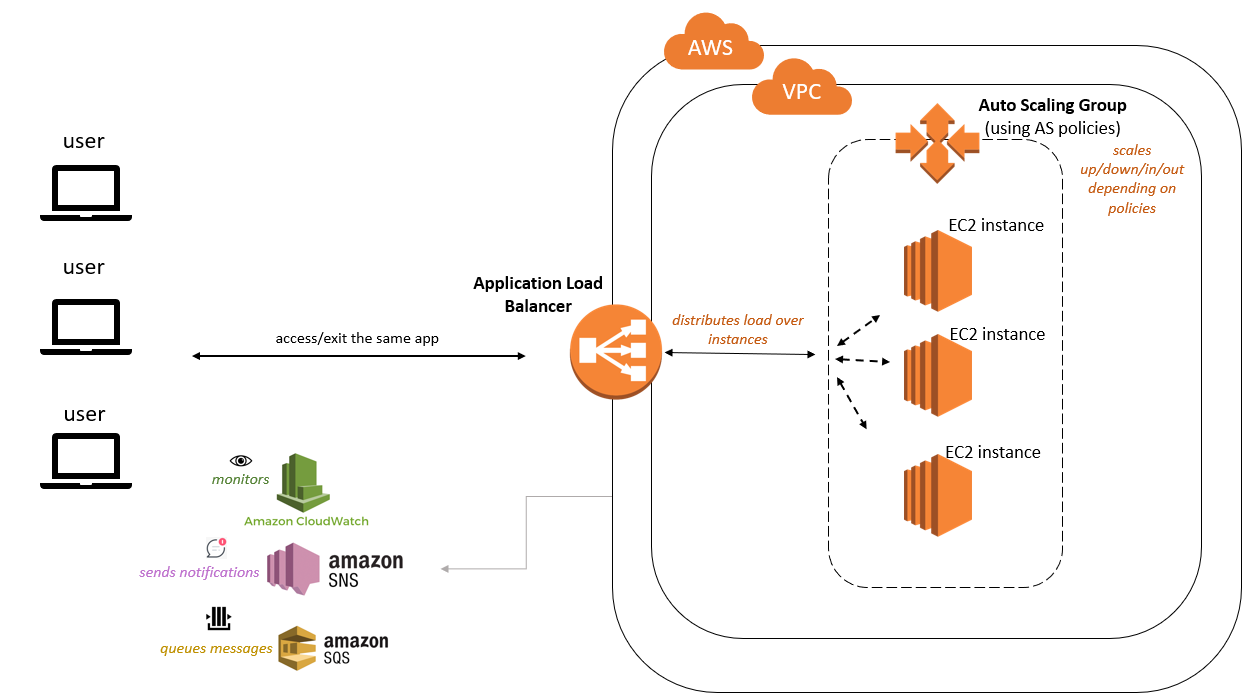 AWS
VPC
Auto Scaling Group
(using AS policies)
scales
up/down/in/out
depending on
policies
user
user
user
access/exit the same app
Application Load
Balancer
distributes load over
instances
EC2 instance
EC2 instance
EC2 instance
monitors
Amazon CloudWatch
sends notifications
amazon
SNS
queues messages
amazon
SQS